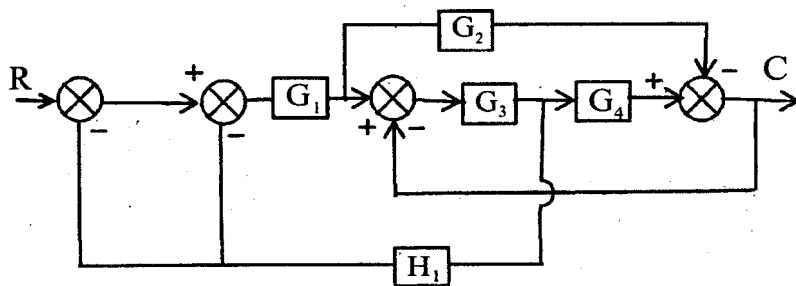 G₂
R + G₁ + − G₃ G₄ + − C
− −
H₁